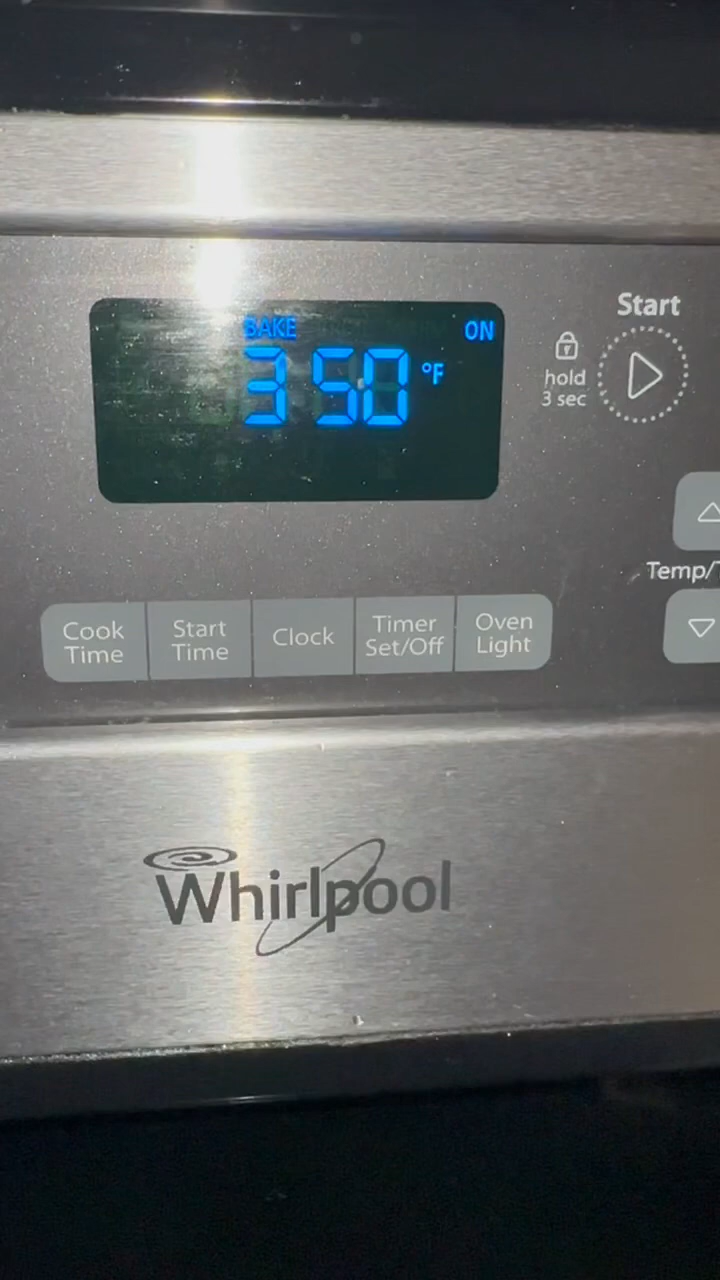 Start
BAKE ON
350 °F
hold
3 sec
Temp/
Cook
Time
Start
Time
Clock
Timer
Set/Off
Oven
Light
Whirlpool